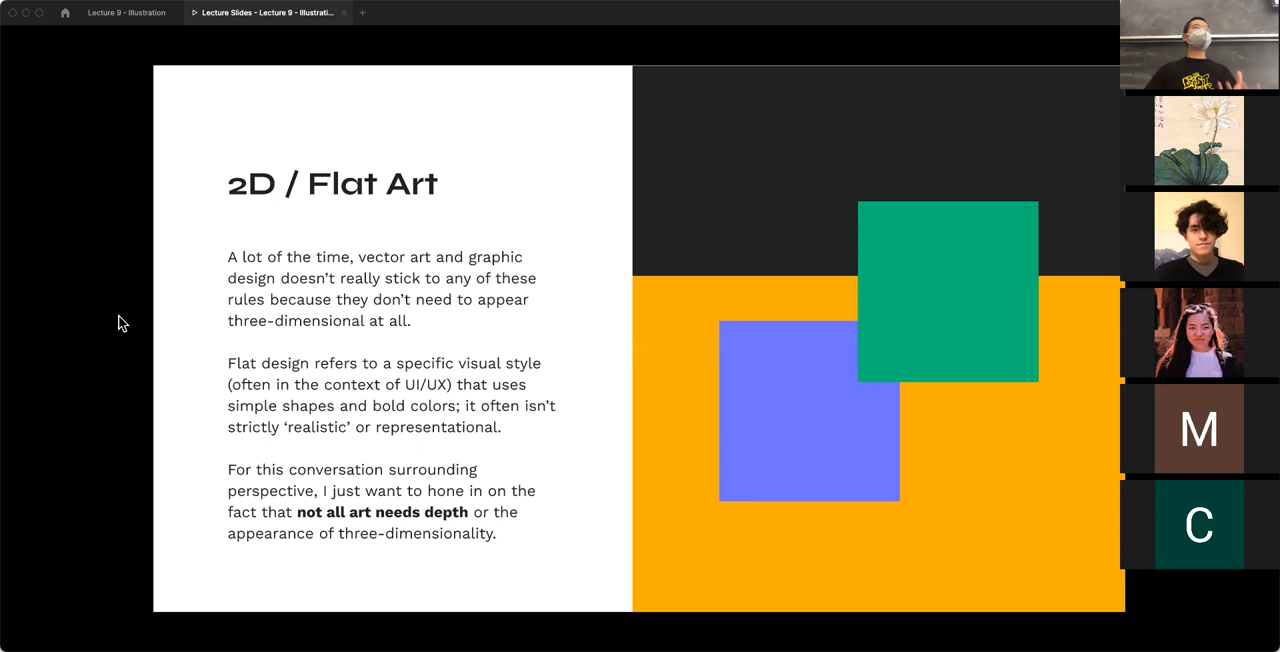 Lecture 9 - Illustration
Lecture Slides - Lecture 9 - Illustrati...
2D / Flat Art
A lot of the time, vector art and graphic
design doesn’t really stick to any of these
rules because they don’t need to appear
three-dimensional at all.
Flat design refers to a specific visual style
(often in the context of UI/UX) that uses
simple shapes and bold colors; it often isn’t
strictly ‘realistic’ or representational.
For this conversation surrounding
perspective, I just want to hone in on the
fact that not all art needs depth or the
appearance of three-dimensionality.
M
C